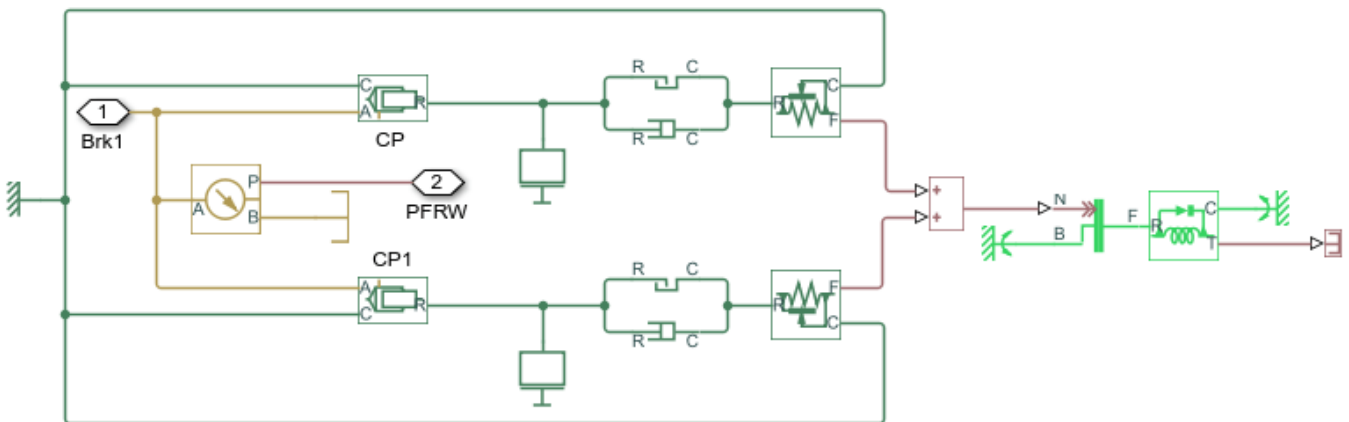 R C
C R R C
1 A F
Brk1 CP R C
P 2
A PFRW + N F R C
B + B T
CP1
R C
A R R F
C C
R C